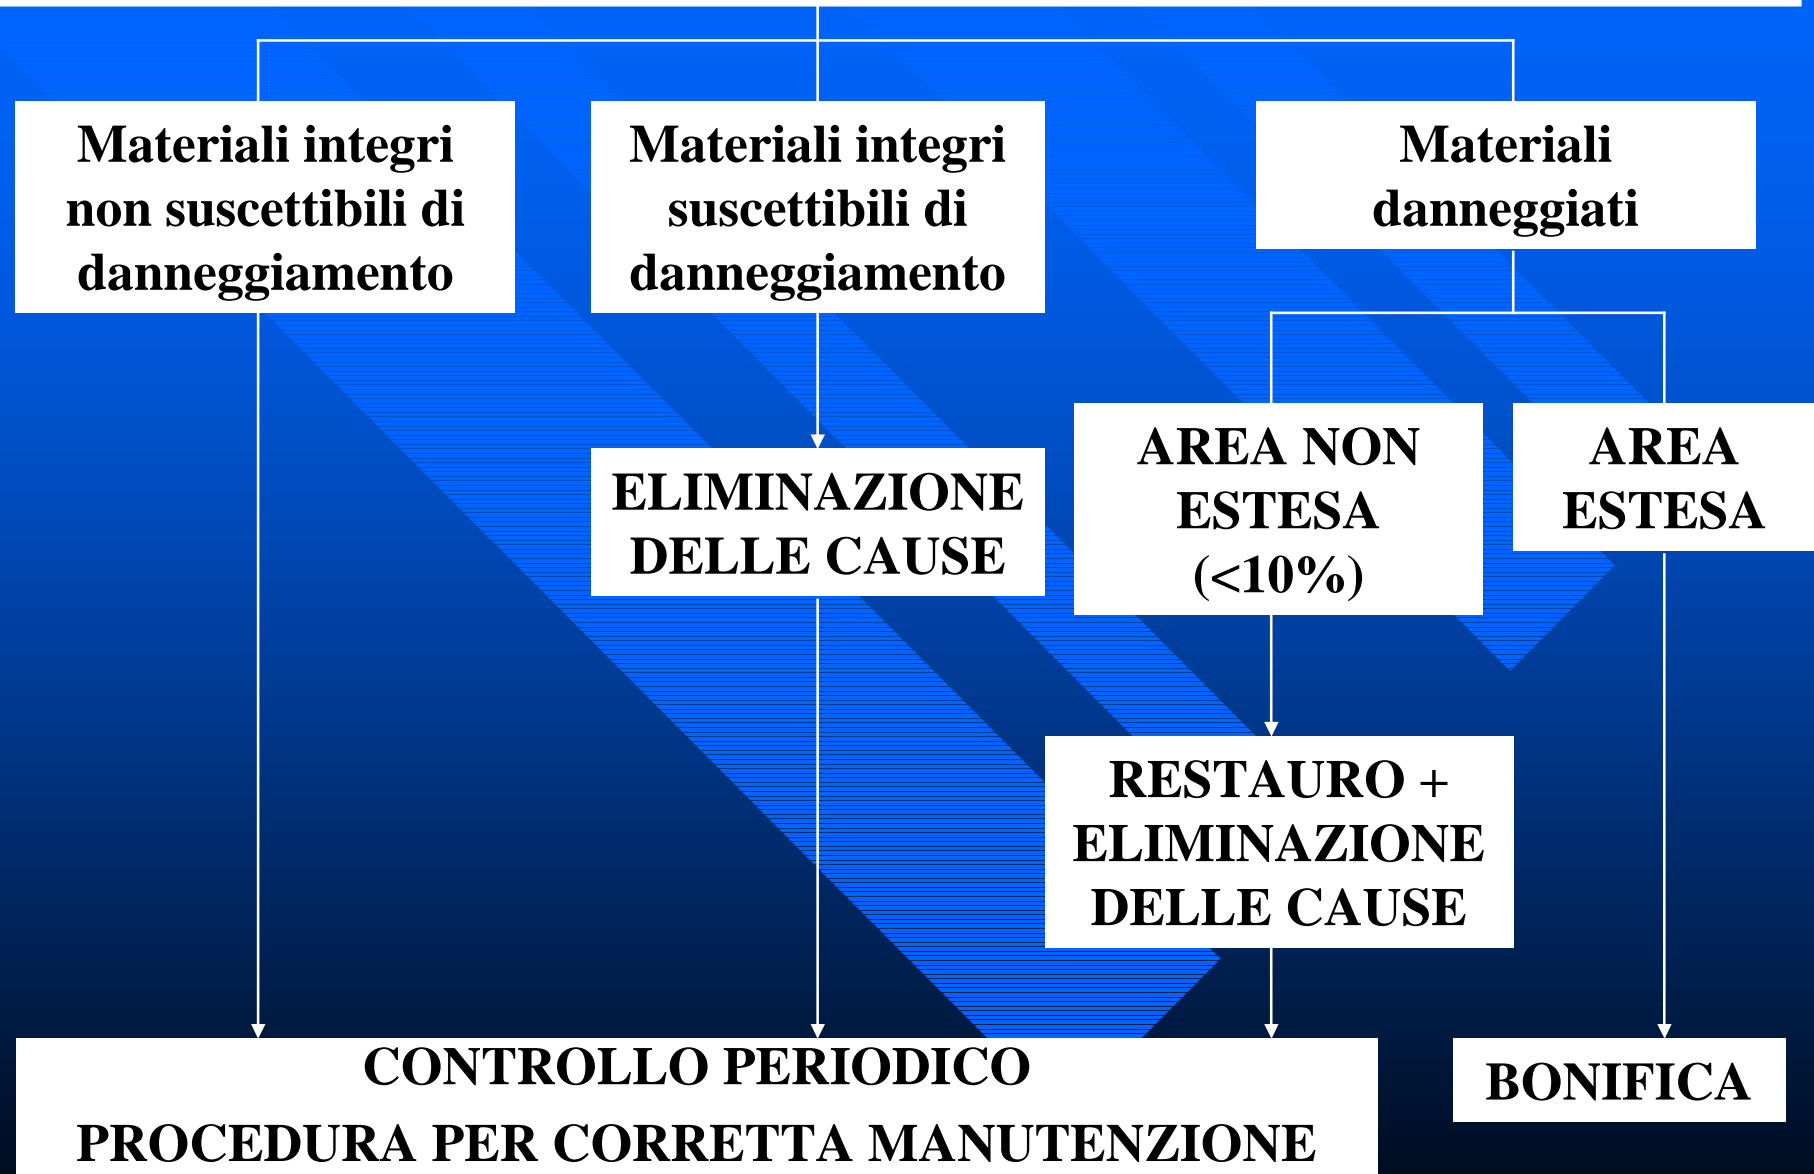 Materiali integri
non suscettibili di
danneggiamento
Materiali integri
suscettibili di
danneggiamento
Materiali
danneggiati
ELIMINAZIONE
DELLE CAUSE
AREA NON
ESTESA
(<10%)
AREA
ESTESA
RESTAURO +
ELIMINAZIONE
DELLE CAUSE
CONTROLLO PERIODICO
PROCEDURA PER CORRETTA MANUTENZIONE
BONIFICA